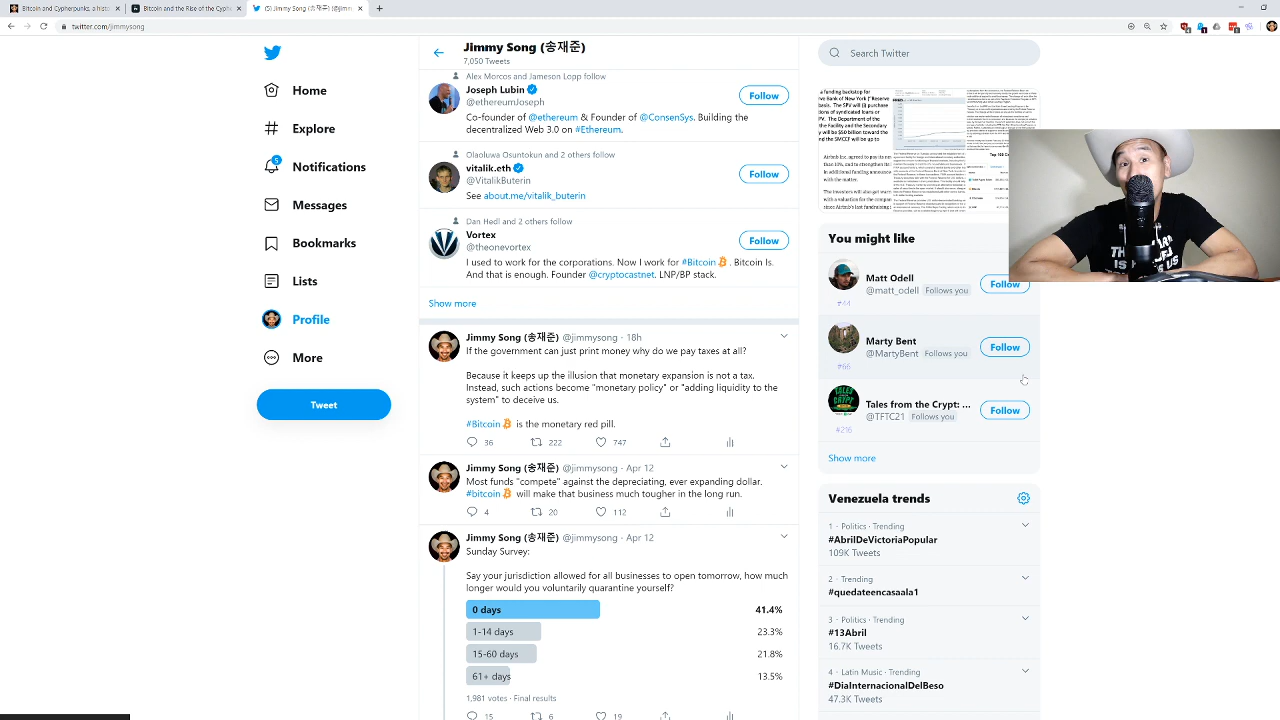 Bitcoin and Cypherpunks, a histo
Bitcoin and the Rise of the Cyphe
(5) Jimmy Song (송재준) (@jimm
twitter.com/jimmysong
Home
Explore
5
Notifications
Messages
Bookmarks
Lists
Profile
More
Tweet
Jimmy Song (송재준)
7,050 Tweets
Alex Morcos and Jameson Lopp follow
Joseph Lubin
@ethereumJoseph
Follow
Co-founder of @ethereum & Founder of @ConsenSys. Building the
decentralized Web 3.0 on #Ethereum.
Olaoluwa Osuntokun and 2 others follow
vitalik.eth
@VitalikButerin
Follow
See about.me/vitalik_buterin
Dan Hedl and 2 others follow
Vortex
@theonevortex
Follow
I used to work for the corporations. Now I work for #Bitcoin. Bitcoin Is.
And that is enough. Founder @cryptocastnet. LNP/BP stack.
Show more
Jimmy Song (송재준) @jimmysong · 18h
If the government can just print money why do we pay taxes at all?
Because it keeps up the illusion that monetary expansion is not a tax.
Instead, such actions become "monetary policy" or "adding liquidity to the
system" to deceive us.
#Bitcoin is the monetary red pill.
36 222 747
Jimmy Song (송재준) @jimmysong · Apr 12
Most funds "compete" against the depreciating, ever expanding dollar.
#bitcoin will make that business much tougher in the long run.
4 20 112
Jimmy Song (송재준) @jimmysong · Apr 12
Sunday Survey:
Say your jurisdiction allowed for all businesses to open tomorrow, how much
longer would you voluntarily quarantine yourself?
0 days 41.4%
1-14 days 23.3%
15-60 days 21.8%
61+ days 13.5%
1,981 votes · Final results
15 6 19
Search Twitter
You might like
Matt Odell
@matt_odell Follows you
Follow
#44
Marty Bent
@MartyBent Follows you
Follow
#66
Tales from the Crypt: ...
@TFTC21 Follows you
Follow
#216
Show more
Venezuela trends
1 · Politics · Trending
#AbrilDeVictoriaPopular
109K Tweets
2 · Trending
#quedateencasaala1
3 · Politics · Trending
#13Abril
16.7K Tweets
4 · Latin Music · Trending
#DiaInternacionalDelBeso
47.3K Tweets